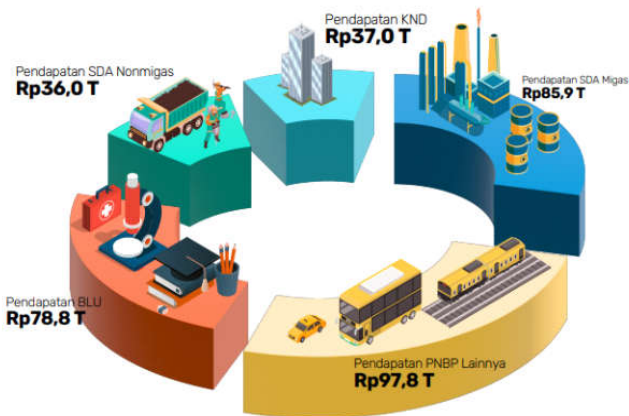 Pendapatan KND
Rp37,0 T
Pendapatan SDA Nonmigas
Rp36,0 T
Pendapatan SDA Migas
Rp85,9 T
Pendapatan BLU
Rp78,8 T
Pendapatan PNBP Lainnya
Rp97,8 T